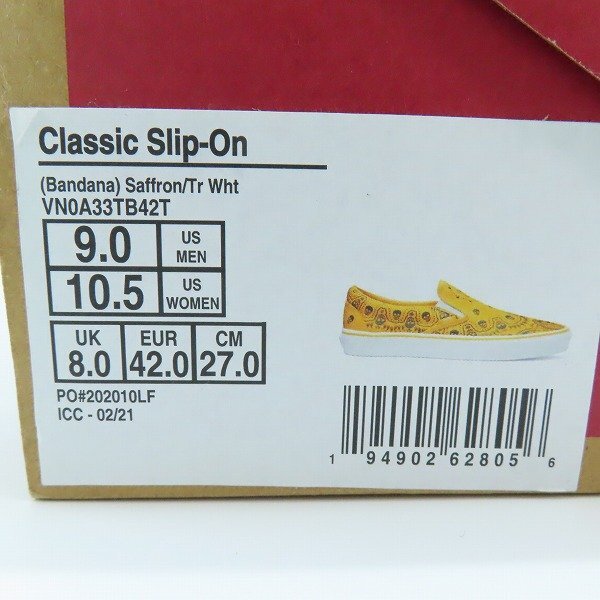 Classic Slip-On
(Bandana) Saffron/Tr Wht
VN0A33TB42T
9.0 US MEN
10.5 US WOMEN
UK 8.0 EUR 42.0 CM 27.0
PO#202010LF
ICC - 02/21
1 94902 62805 6